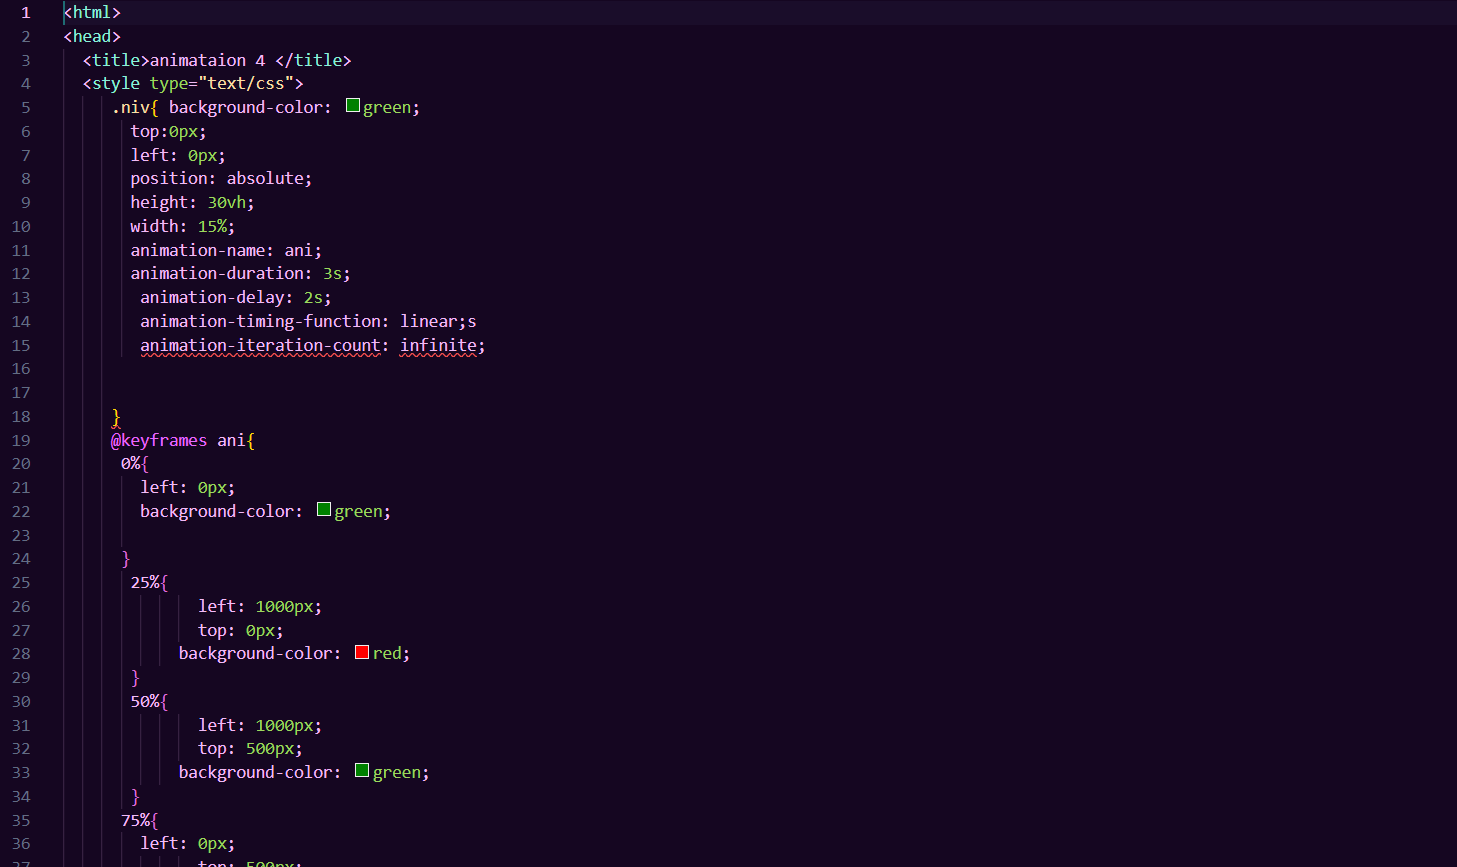 1 <html>
2 <head>
3 <title>animataion 4 </title>
4 <style type="text/css">
5 .niv{ background-color: green;
6 top:0px;
7 left: 0px;
8 position: absolute;
9 height: 30vh;
10 width: 15%;
11 animation-name: ani;
12 animation-duration: 3s;
13 animation-delay: 2s;
14 animation-timing-function: linear;s
15 animation-iteration-count: infinite;
16
17
18 }
19 @keyframes ani{
20 0%{
21 left: 0px;
22 background-color: green;
23
24 }
25 25%{
26 left: 1000px;
27 top: 0px;
28 background-color: red;
29 }
30 50%{
31 left: 1000px;
32 top: 500px;
33 background-color: green;
34 }
35 75%{
36 left: 0px;
37 top: 500px;